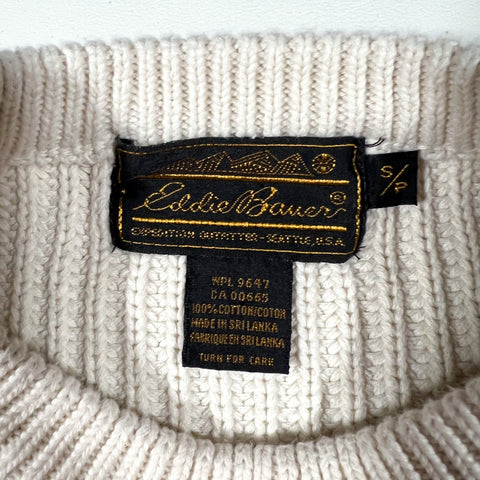 Eddie Bauer®
EXPEDITION OUTFITTER-SEATTLE, U.S.A.
S/P
WPL 9647
CA 00665
100% COTTON/COTON
MADE IN SRI LANKA
FABRIQUE EN SRI LANKA
TURN FOR CARE